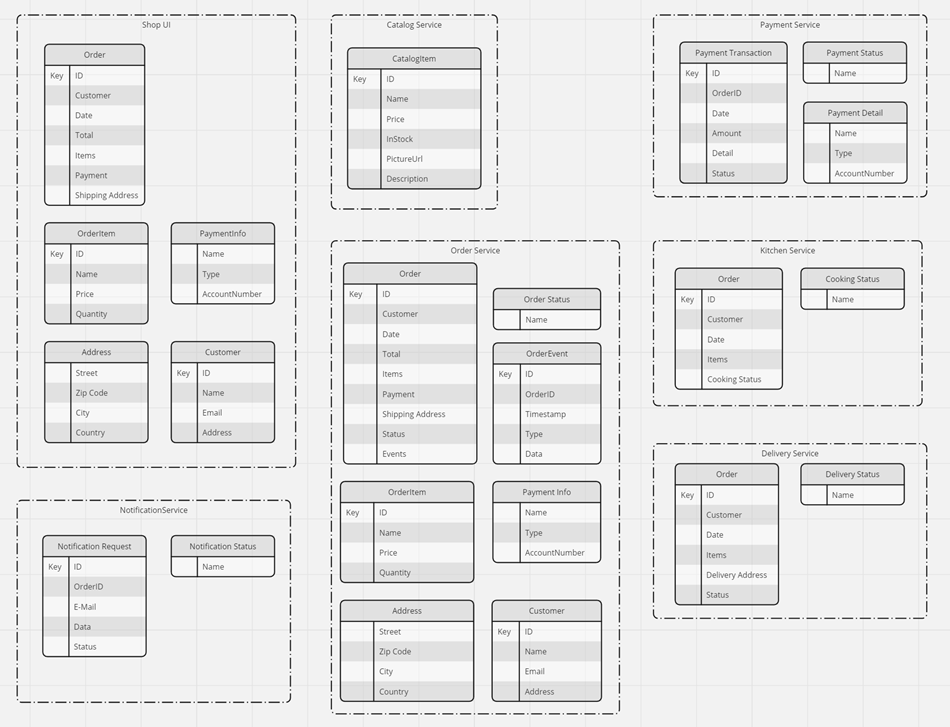 Shop UI
Order
Key ID
Customer
Date
Total
Items
Payment
Shipping Address
OrderItem
Key ID
Name
Price
Quantity
PaymentInfo
Name
Type
AccountNumber
Address
Street
Zip Code
City
Country
Customer
Key ID
Name
Email
Address
NotificationService
Notification Request
Key ID
OrderID
E-Mail
Data
Status
Notification Status
Name
Catalog Service
CatalogItem
Key ID
Name
Price
InStock
PictureUrl
Description
Order Service
Order
Key ID
Customer
Date
Total
Items
Payment
Shipping Address
Status
Events
Order Status
Name
OrderEvent
Key ID
OrderID
Timestamp
Type
Data
OrderItem
Key ID
Name
Price
Quantity
Payment Info
Name
Type
AccountNumber
Address
Street
Zip Code
City
Country
Customer
Key ID
Name
Email
Address
Payment Service
Payment Transaction
Key ID
OrderID
Date
Amount
Detail
Status
Payment Status
Name
Payment Detail
Name
Type
AccountNumber
Kitchen Service
Order
Key ID
Customer
Date
Items
Cooking Status
Cooking Status
Name
Delivery Service
Order
Key ID
Customer
Date
Items
Delivery Address
Status
Delivery Status
Name